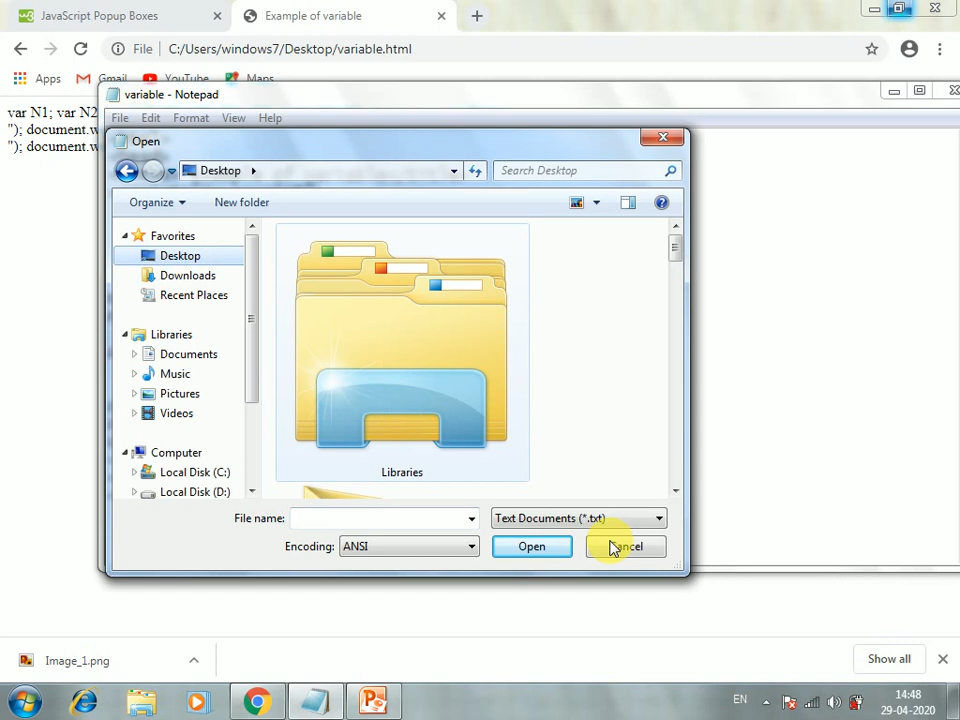 JavaScript Popup Boxes
Example of variable
File
C:/Users/windows7/Desktop/variable.html
Apps
Gmail
YouTube
Maps
var N1; var N2
"); document.w
"); document.w
variable - Notepad
File Edit Format View Help
Open
Desktop
Search Desktop
Organize
New folder
Favorites
Desktop
Downloads
Recent Places
Libraries
Documents
Music
Pictures
Videos
Computer
Local Disk (C:)
Local Disk (D:)
Libraries
File name:
Text Documents (*.txt)
Encoding:
ANSI
Open
Cancel
Image_1.png
Show all
EN
14:48
29-04-2020